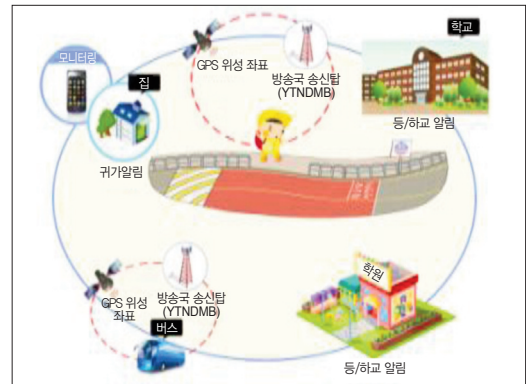 학교
모니터링
GPS 위성 좌표
방송국 송신탑
(YTNDMB)
집
등/하교 알림
귀가알림
학원
방송국 송신탑
(YTNDMB)
GPS 위성
좌표
버스
등/하교 알림